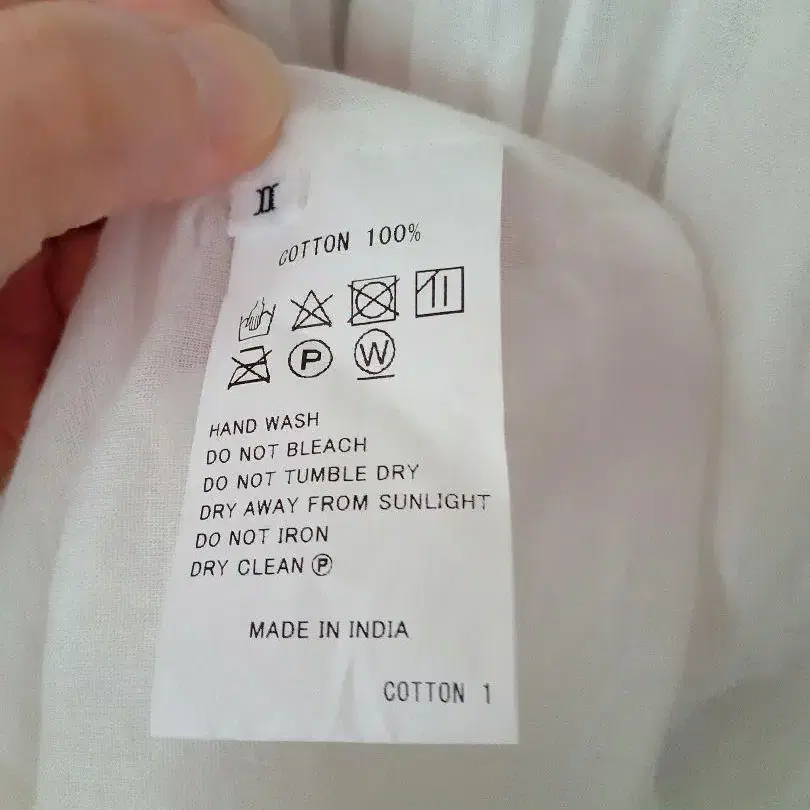 II
COTTON 100%
P W
HAND WASH
DO NOT BLEACH
DO NOT TUMBLE DRY
DRY AWAY FROM SUNLIGHT
DO NOT IRON
DRY CLEAN Ⓟ
MADE IN INDIA
COTTON 1